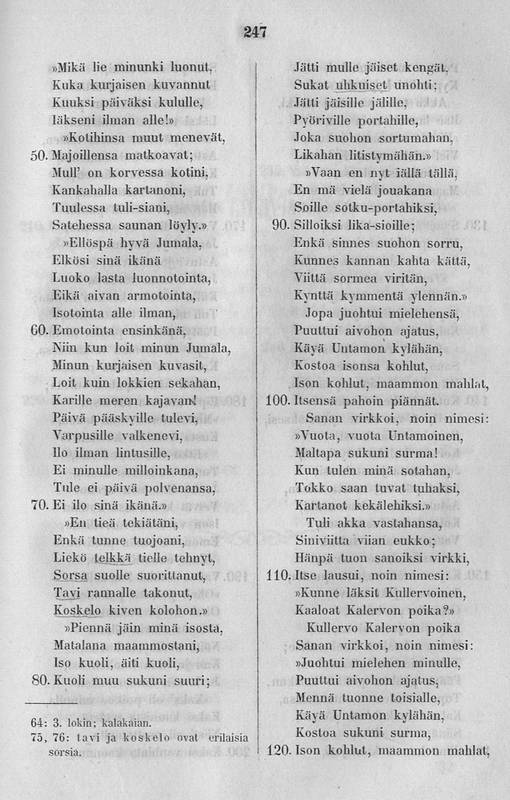 247
»Mikä lie minunki luonut,
Kuka kurjaisen kuvannut
Kuuksi päiväksi kululle,
Iäkseni ilman alle!»
»Kotihinsa muut menevät,
50. Majoillensa matkoavat;
Mull' on korvessa kotini,
Kankahalla kartanoni,
Tuulessa tuli-siani,
Satehessa saunan löyly.»
»Ellöspä hyvä Jumala,
Elkösi sinä ikänä
Luoko lasta luonnotointa,
Eikä aivan armotointa,
Isotointa alle ilman,
60. Emotointa ensinkänä,
Niin kun loit minun Jumala,
Minun kurjaisen kuvasit,
Loit kuin lokkien sekahan,
Karille meren kajavan!
Päivä pääskyille tulevi,
Varpusille valkenevi,
Ilo ilman lintusille,
Ei minulle milloinkana,
Tule ei päivä polvenansa,
70. Ei ilo sinä ikänä.»
»En tieä tekiätäni,
Enkä tunne tuojoani,
Liekö telkkä tielle tehnyt,
Sorsa suolle suorittanut,
Tavi rannalle takonut,
Koskelo kiven kolohon.»
»Piennä jäin minä isosta,
Matalana maammostani,
Iso kuoli, äiti kuoli,
80. Kuoli muu sukuni suuri;
64: 3. lokin; kalakaian.
75, 76: tavi ja koskelo ovat erilaisia
sorsia.
Jätti mulle jäiset kengät,
Sukat uhkuiset unohti;
Jätti jäisille jälille,
Pyöriville portahille,
Joka suohon sortumahan,
Likahan litistymähän.»
»Vaan en nyt iällä tällä,
En mä vielä jouakana
Soille sotku-portahiksi,
90. Silloiksi lika-sioille;
Enkä sinnes suohon sorru,
Kunnes kannan kahta kättä,
Viittä sormea viritän,
Kynttä kymmentä ylennän.»
Jopa juohtui mielehensä,
Puuttui aivohon ajatus,
Käyä Untamon kylähän,
Kostoa isonsa kohlut,
Ison kohlut, maammon mahlat,
100. Itsensä pahoin piännät.
Sanan virkkoi, noin nimesi:
»Vuota, vuota Untamoinen,
Maltapa sukuni surma!
Kun tulen minä sotahan,
Tokko saan tuvat tuhaksi,
Kartanot kekälehiksi.»
Tuli akka vastahansa,
Siniviitta viian eukko;
Hänpä tuon sanoiksi virkki,
110. Itse lausui, noin nimesi:
»Kunne läksit Kullervoinen,
Kaaloat Kalervon poika?»
Kullervo Kalervon poika
Sanan virkkoi, noin nimesi:
»Juohtui mielehen minulle,
Puuttui aivohon ajatus,
Mennä tuonne toisialle,
Käyä Untamon kylähän,
Kostoa sukuni surma,
120. Ison kohlut, maammon mahlat,